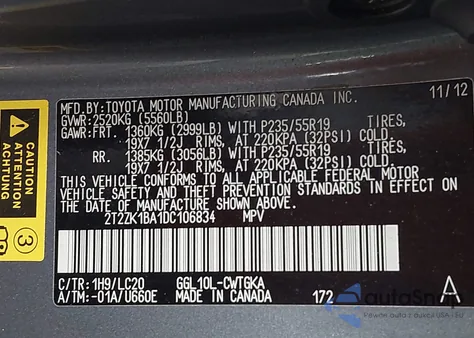 MFD.BY:TOYOTA MOTOR MANUFACTURING CANADA INC. 11/12
GVWR:2520KG (5560LB)
GAWR:FRT. 1360KG (2999LB) WITH P235/55R19 TIRES,
19X7 1/2J RIMS, AT 220KPA (32PSI) COLD.
RR. 1385KG (3056LB) WITH P235/55R19 TIRES,
19X7 1/2J RIMS, AT 220KPA (32PSI) COLD.
THIS VEHICLE CONFORMS TO ALL APPLICABLE FEDERAL MOTOR
VEHICLE SAFETY AND THEFT PREVENTION STANDARDS IN EFFECT ON
THE DATE OF MANUFACTURE SHOWN ABOVE.
2T2ZK1BA1DC106834 MPV
3
C/TR:1H9/LC20 GGL10L-CWTGKA
A/TM:-01A/U660E MADE IN CANADA 172 A
autoSnap